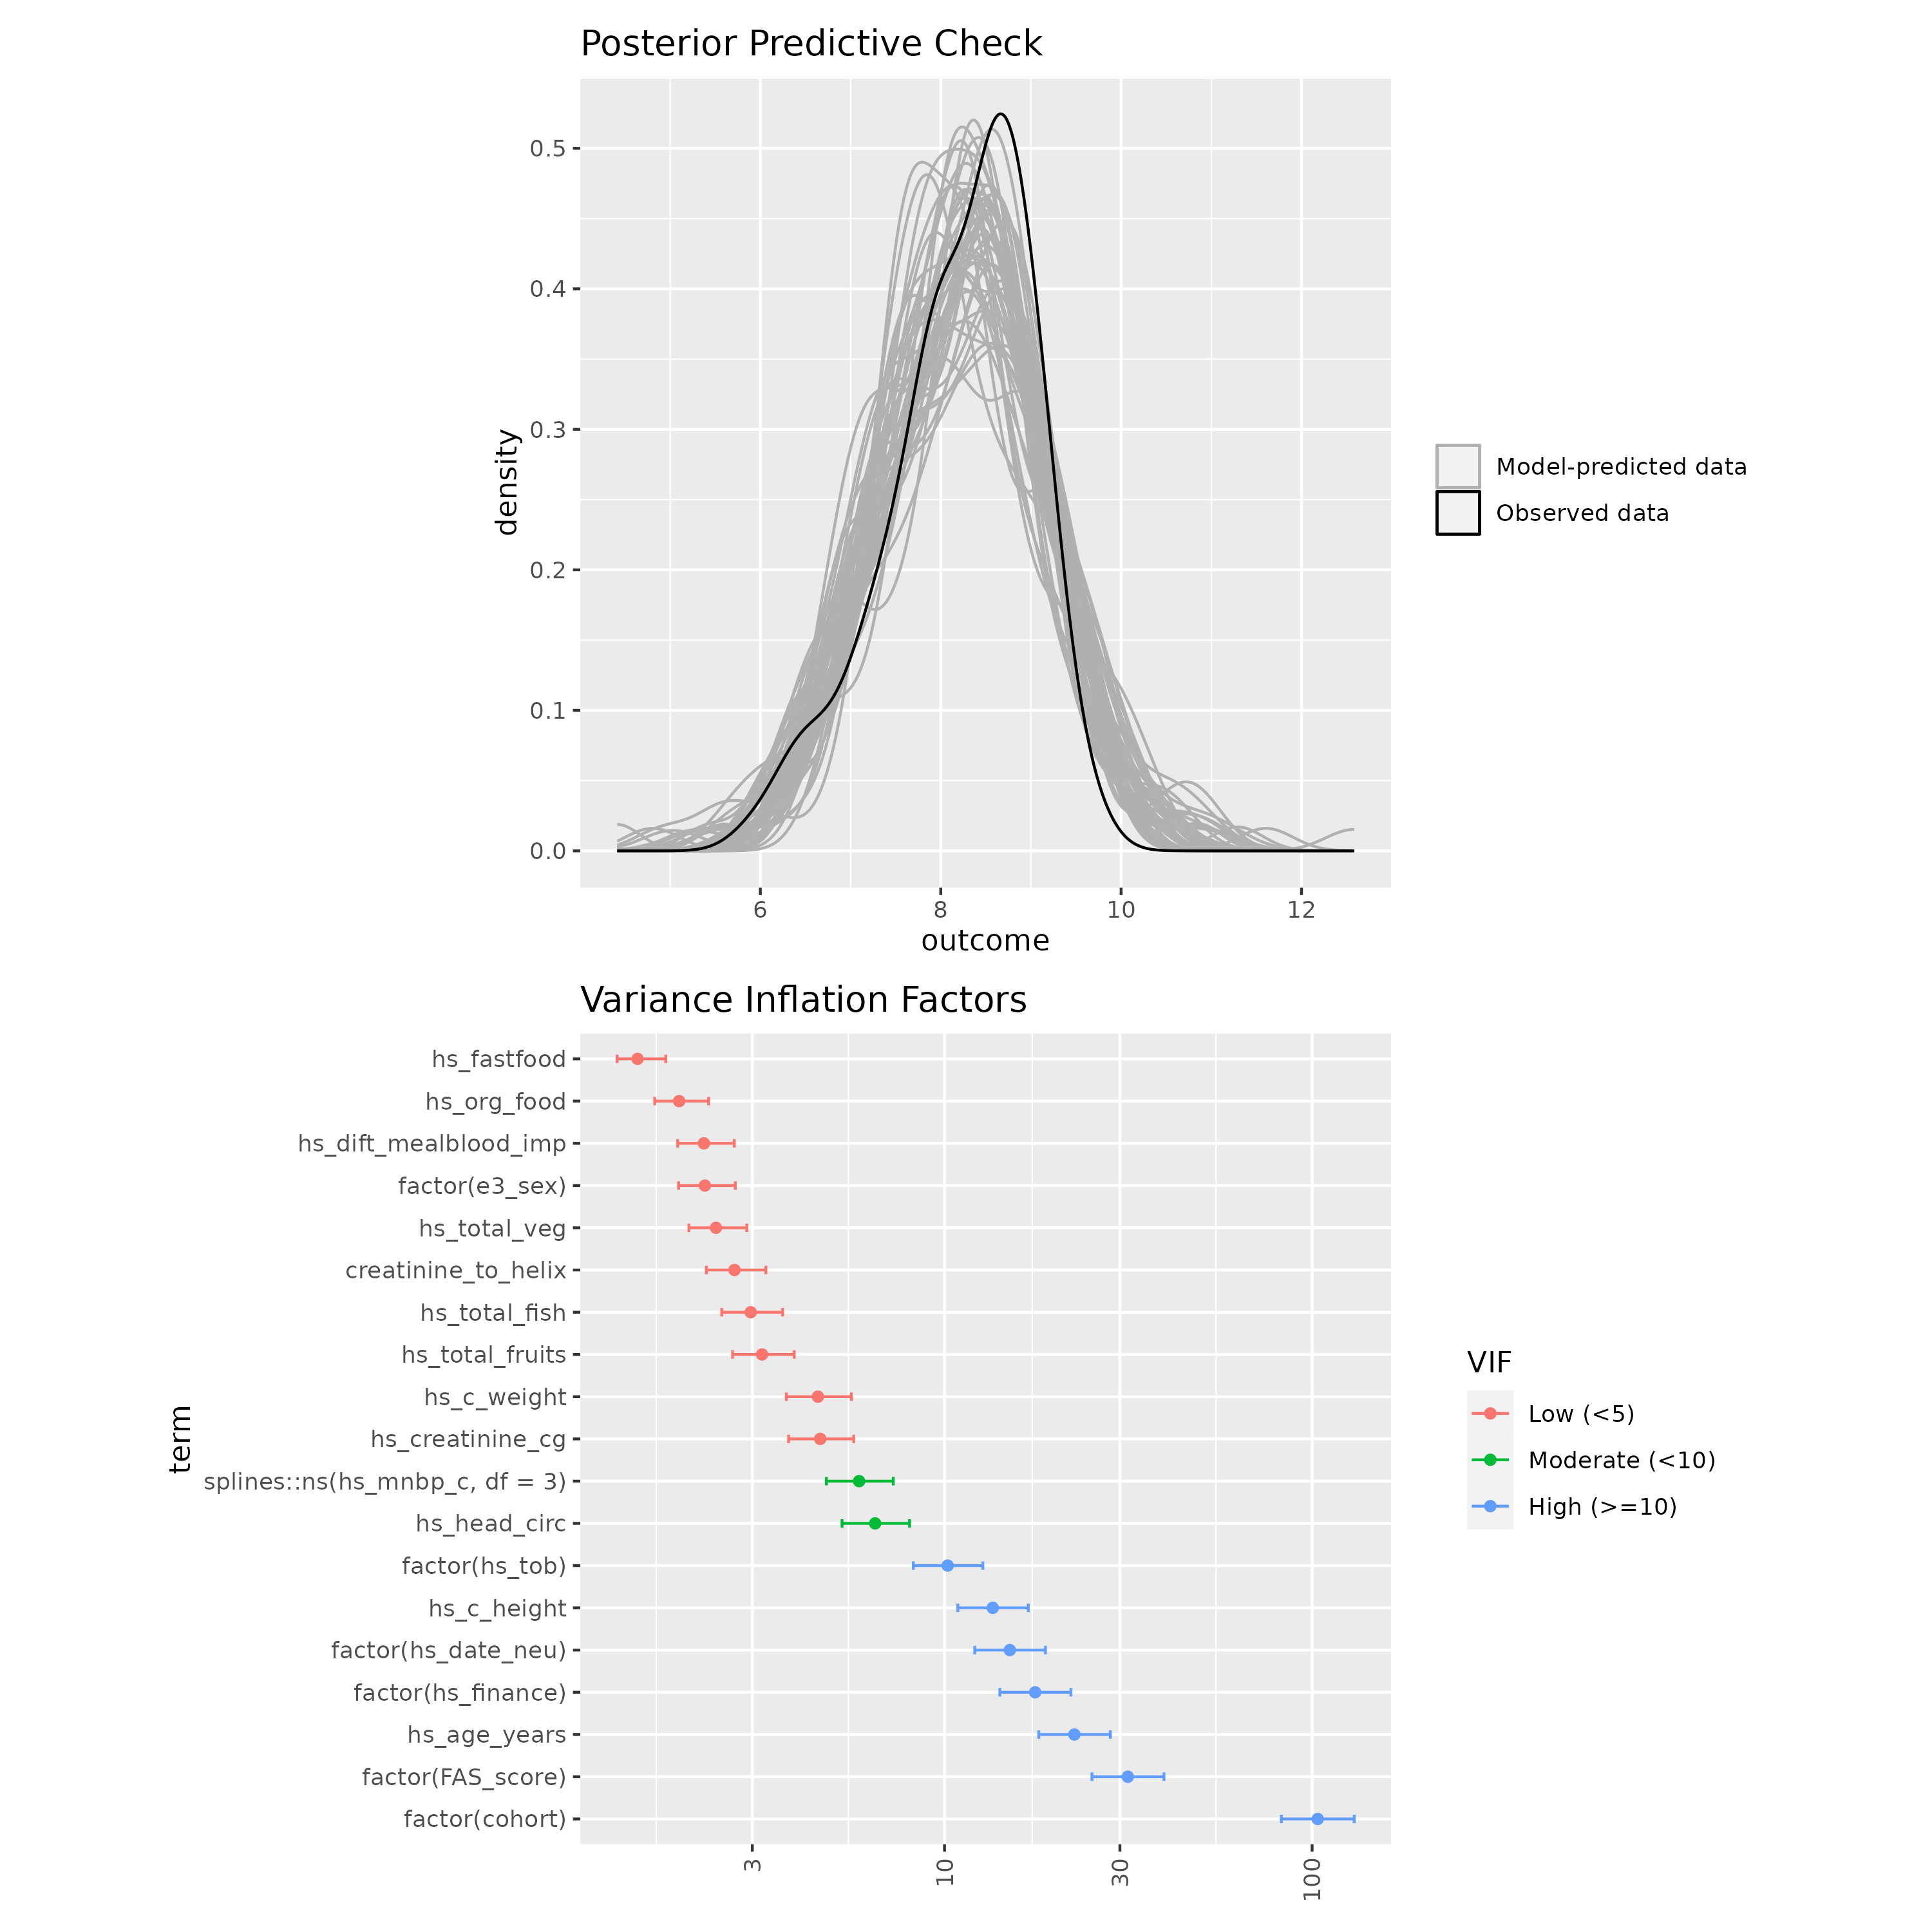 Posterior Predictive Check
density
0.5
0.4
0.3
0.2
0.1
0.0
6 8 10 12
outcome
Model-predicted data
Observed data
Variance Inflation Factors
term
hs_fastfood
hs_org_food
hs_dift_mealblood_imp
factor(e3_sex)
hs_total_veg
creatinine_to_helix
hs_total_fish
hs_total_fruits
hs_c_weight
hs_creatinine_cg
splines::ns(hs_mnbp_c, df = 3)
hs_head_circ
factor(hs_tob)
hs_c_height
factor(hs_date_neu)
factor(hs_finance)
hs_age_years
factor(FAS_score)
factor(cohort)
3 10 30 100
VIF
Low (<5)
Moderate (<10)
High (>=10)